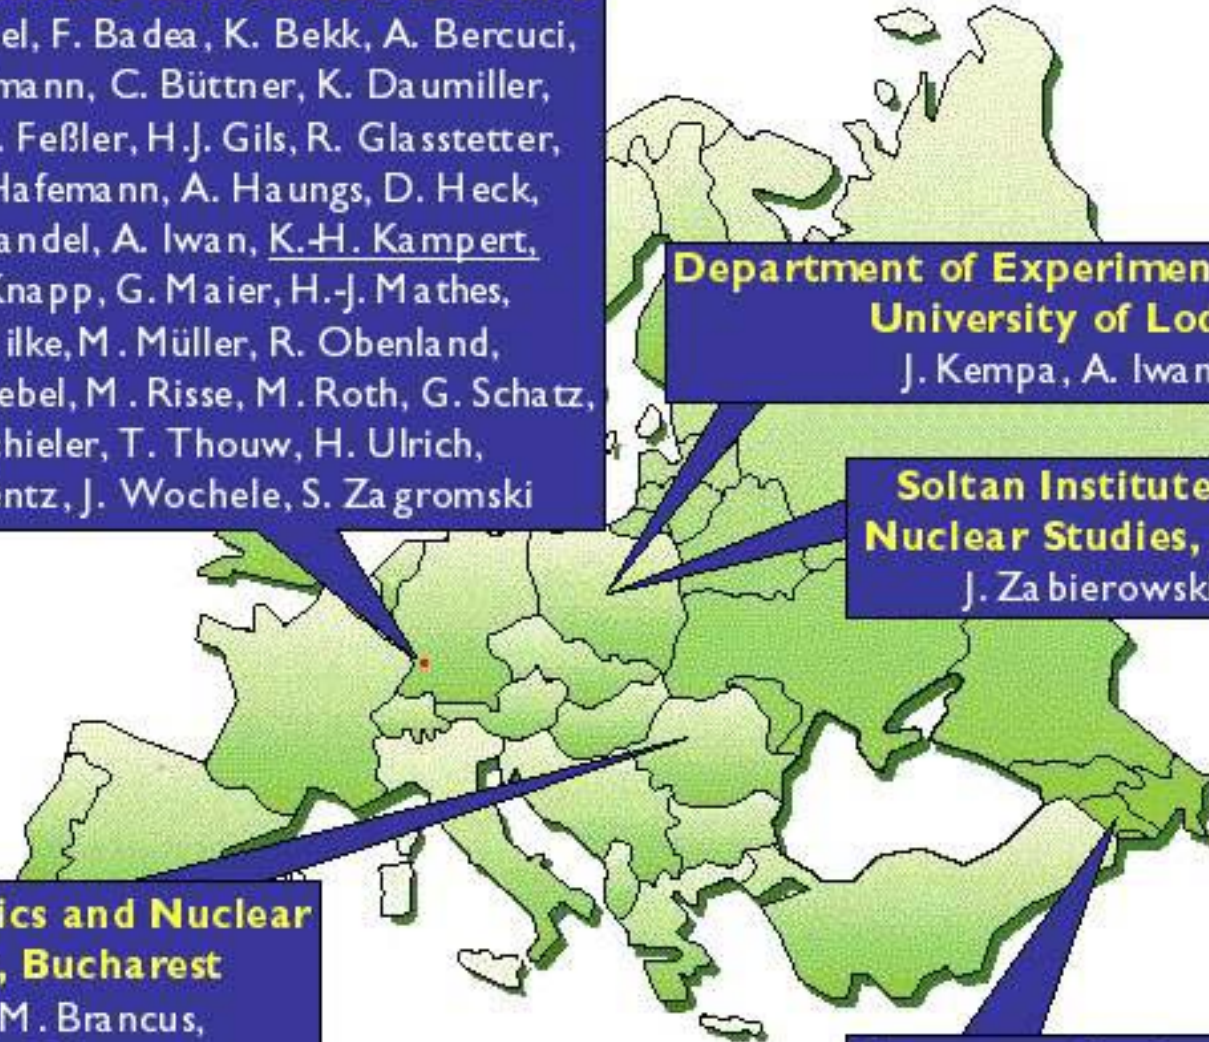 el, F. Badea, K. Bekk, A. Bercuci,
mann, C. Büttner, K. Daumiller,
. Feßler, H.J. Gils, R. Glasstetter,
Hafemann, A. Haungs, D. Heck,
andel, A. Iwan, K.-H. Kampert,
Knapp, G. Maier, H.-J. Mathes,
ilke, M. Müller, R. Obenland,
ebel, M. Risse, M. Roth, G. Schatz,
hieler, T. Thouw, H. Ulrich,
entz, J. Wochele, S. Zagromski
Department of Experimen
University of Lod
J. Kempa, A. Iwan
Soltan Institute
Nuclear Studies,
J. Zabierowsk
ics and Nuclear
, Bucharest
M. Brancus,